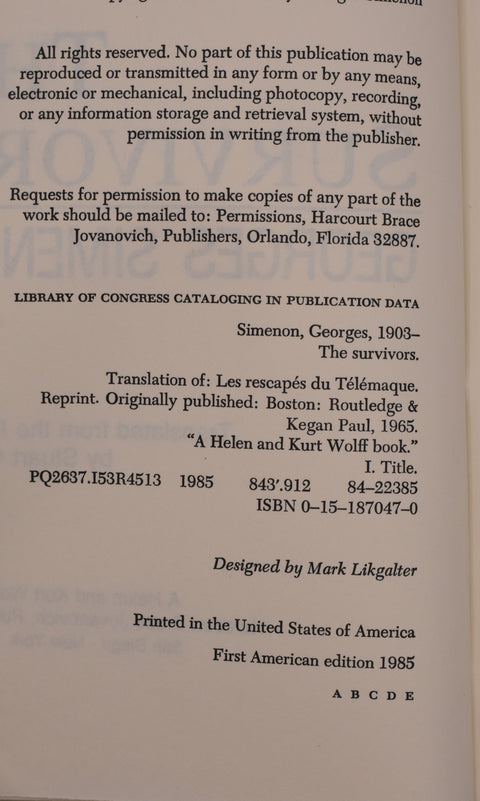 All rights reserved. No part of this publication may be
reproduced or transmitted in any form or by any means,
electronic or mechanical, including photocopy, recording,
or any information storage and retrieval system, without
permission in writing from the publisher.
Requests for permission to make copies of any part of the
work should be mailed to: Permissions, Harcourt Brace
Jovanovich, Publishers, Orlando, Florida 32887.
LIBRARY OF CONGRESS CATALOGING IN PUBLICATION DATA
Simenon, Georges, 1903–
The survivors.
Translation of: Les rescapés du Télémaque.
Reprint. Originally published: Boston: Routledge &
Kegan Paul, 1965.
“A Helen and Kurt Wolff book.”
I. Title.
PQ2637.I53R4513 1985 843′.912 84–22385
ISBN 0–15–187047–0
Designed by Mark Likgalter
Printed in the United States of America
First American edition 1985
A B C D E